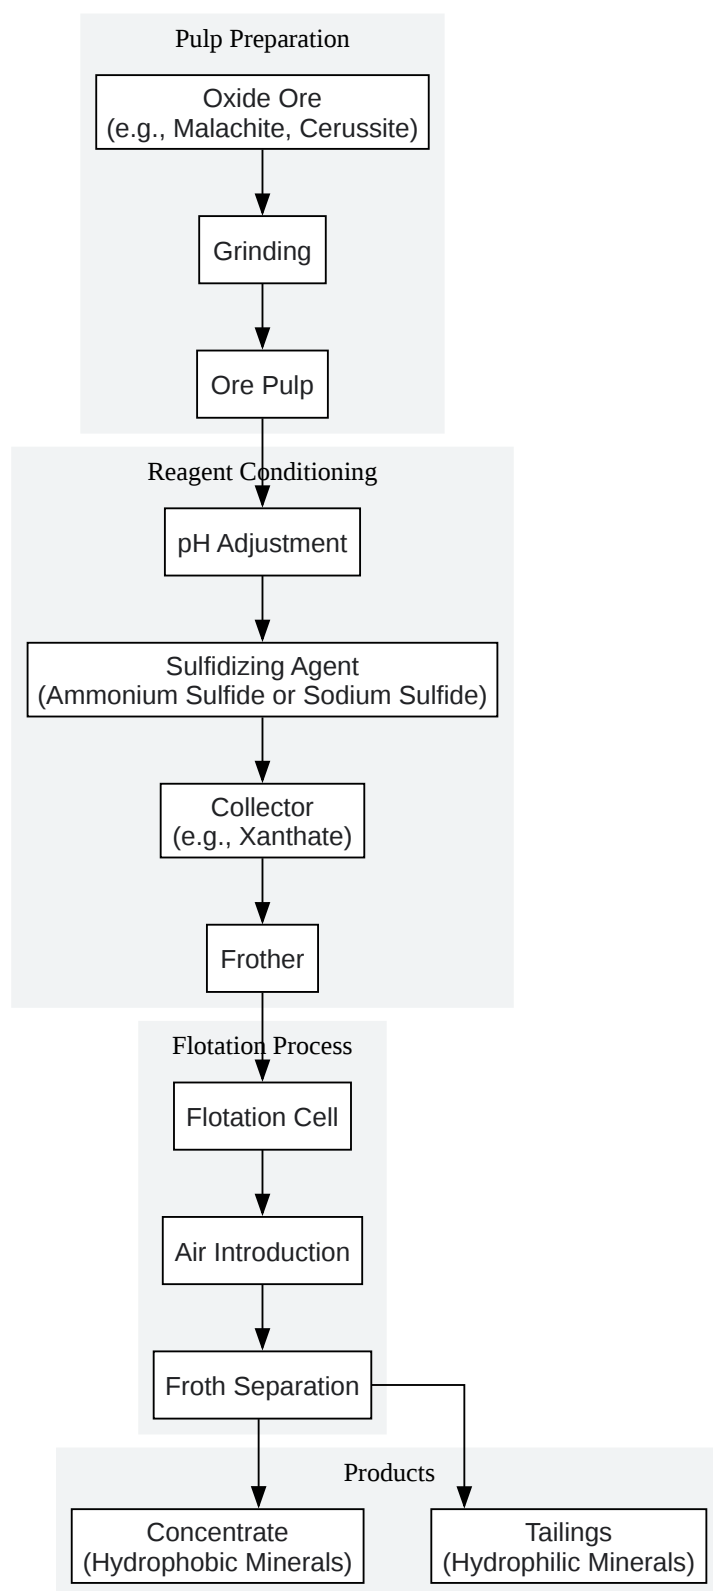 Pulp Preparation
Oxide Ore
(e.g., Malachite, Cerussite)
Grinding
Ore Pulp
Reagent Conditioning
pH Adjustment
Sulfidizing Agent
(Ammonium Sulfide or Sodium Sulfide)
Collector
(e.g., Xanthate)
Frother
Flotation Process
Flotation Cell
Air Introduction
Froth Separation
Products
Concentrate
(Hydrophobic Minerals)
Tailings
(Hydrophilic Minerals)